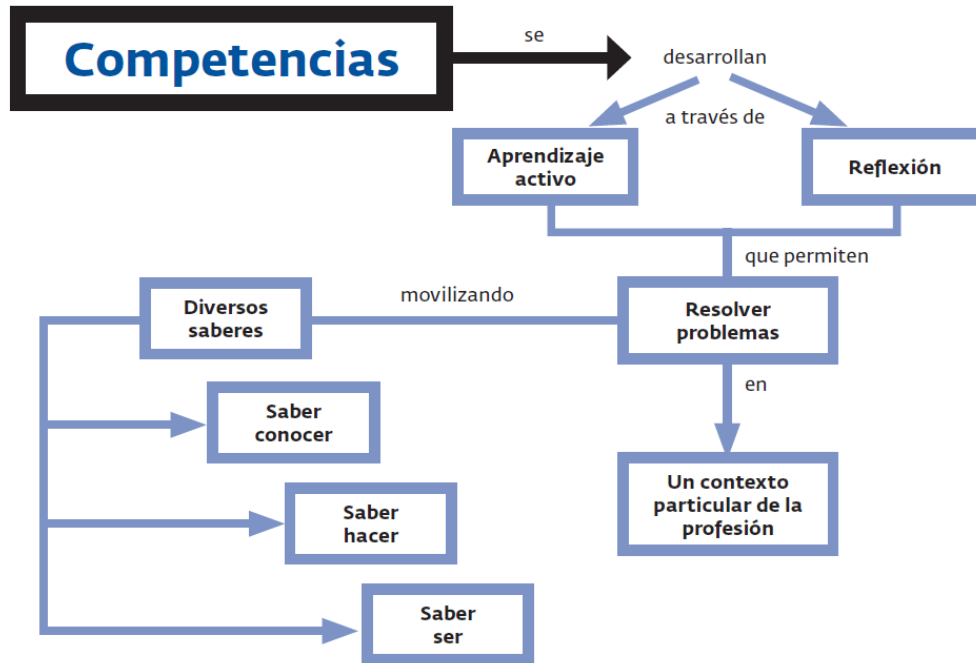 Competencias
se
desarrollan
a través de
Aprendizaje
activo
Reflexión
que permiten
Resolver
problemas
movilizando
Diversos
saberes
en
Saber
conocer
Saber
hacer
Saber
ser
Un contexto
particular de la
profesión